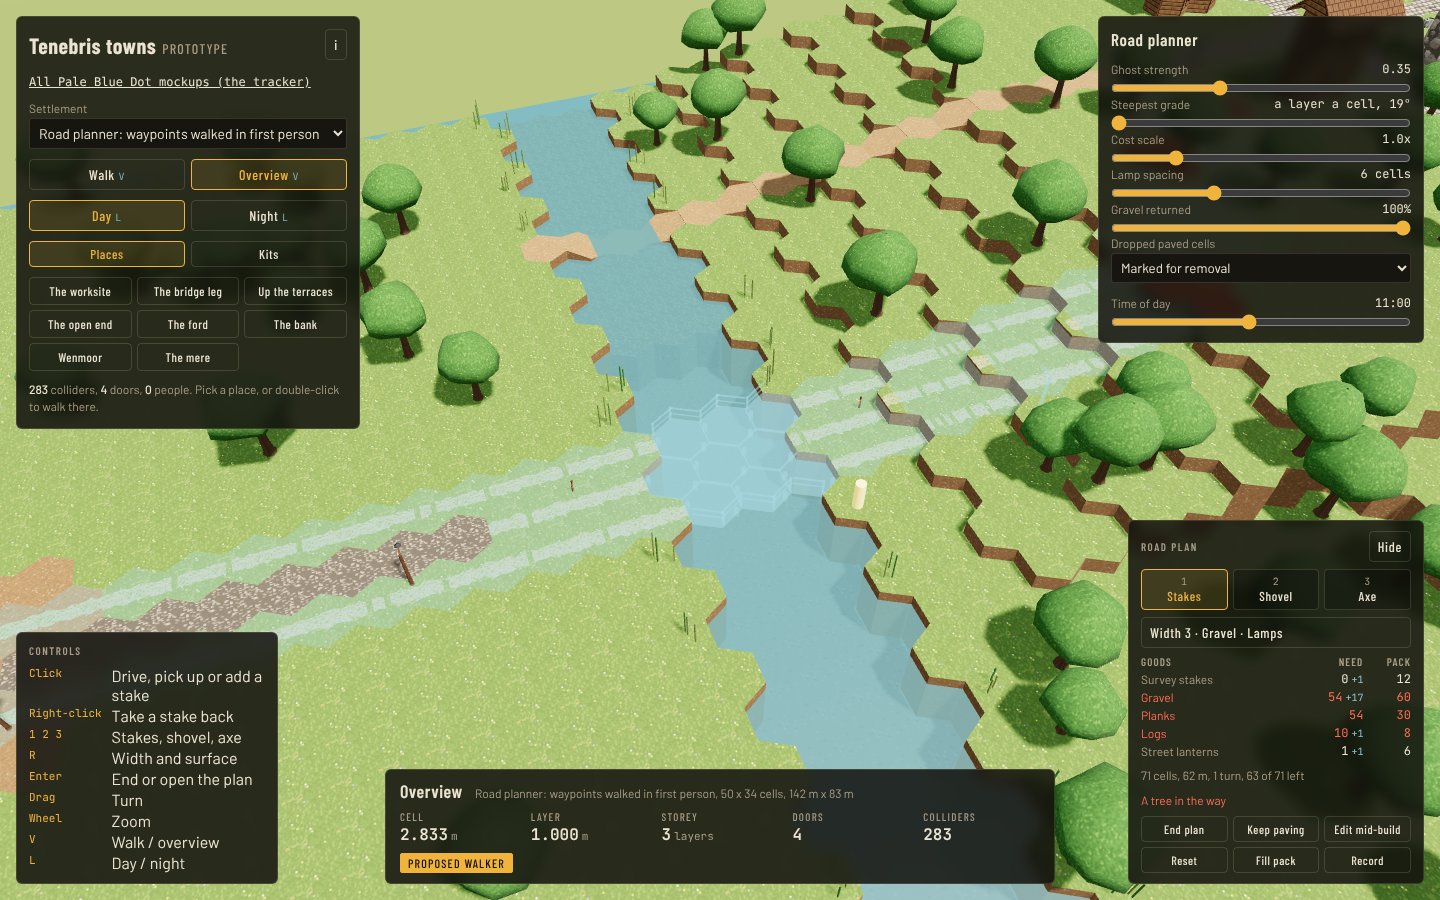 Tenebris towns PROTOTYPE
i
All Pale Blue Dot mockups (the tracker)
Settlement
Road planner: waypoints walked in first person
Walk V
Overview V
Day L
Night L
Places
Kits
The worksite
The bridge leg
Up the terraces
The open end
The ford
The bank
Wenmoor
The mere
283 colliders, 4 doors, 0 people. Pick a place, or double-click
to walk there.
CONTROLS
Click Drive, pick up or add a
stake
Right-click Take a stake back
1 2 3 Stakes, shovel, axe
R Width and surface
Enter End or open the plan
Drag Turn
Wheel Zoom
V Walk / overview
L Day / night
Overview Road planner: waypoints walked in first person, 50 x 34 cells, 142 m x 83 m
CELL LAYER STOREY DOORS COLLIDERS
2.833 m 1.000 m 3 layers 4 283
PROPOSED WALKER
Road planner
Ghost strength 0.35
Steepest grade a layer a cell, 19°
Cost scale 1.0x
Lamp spacing 6 cells
Gravel returned 100%
Dropped paved cells
Marked for removal
Time of day 11:00
ROAD PLAN
Hide
1 2 3
Stakes Shovel Axe
Width 3 · Gravel · Lamps
GOODS NEED PACK
Survey stakes 0 +1 12
Gravel 54 +17 60
Planks 54 30
Logs 10 +1 8
Street lanterns 1 +1 6
71 cells, 62 m, 1 turn, 63 of 71 left
A tree in the way
End plan Keep paving Edit mid-build
Reset Fill pack Record